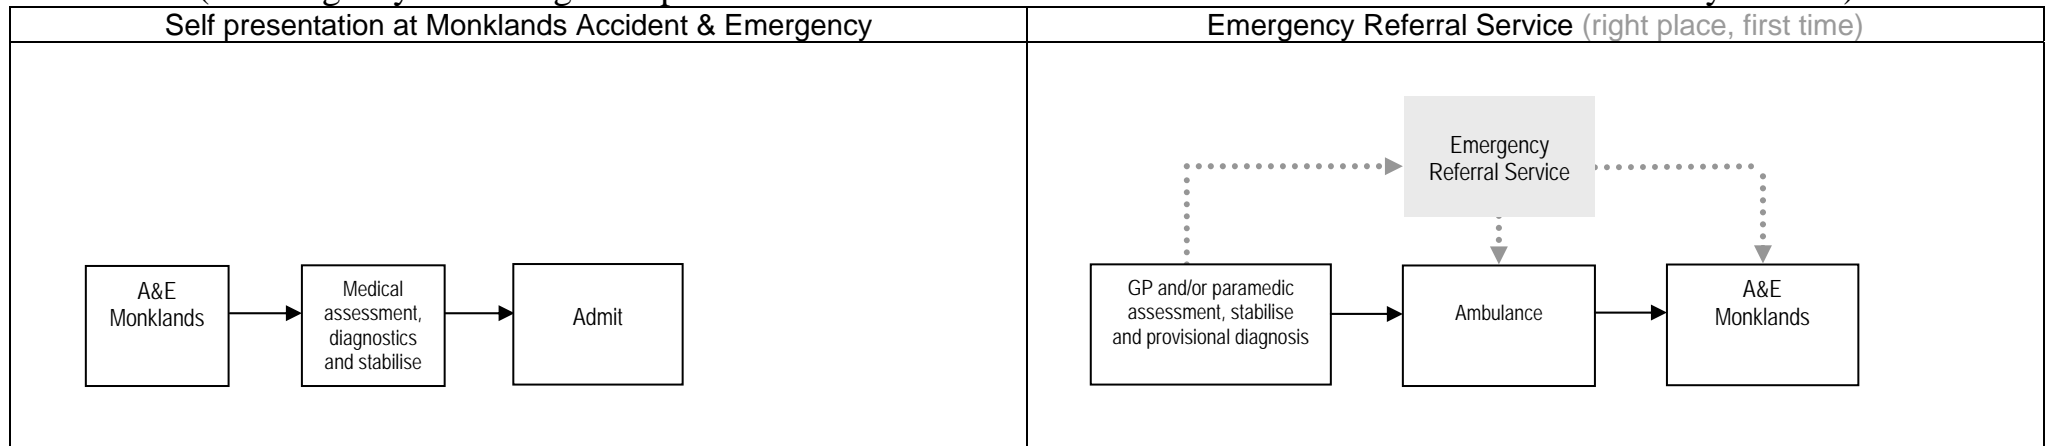 Self presentation at Monklands Accident & Emergency
Emergency Referral Service (right place, first time)
A&E
Monklands
Medical
assessment,
diagnostics
and stabilise
Admit
Emergency
Referral Service
GP and/or paramedic
assessment, stabilise
and provisional diagnosis
Ambulance
A&E
Monklands